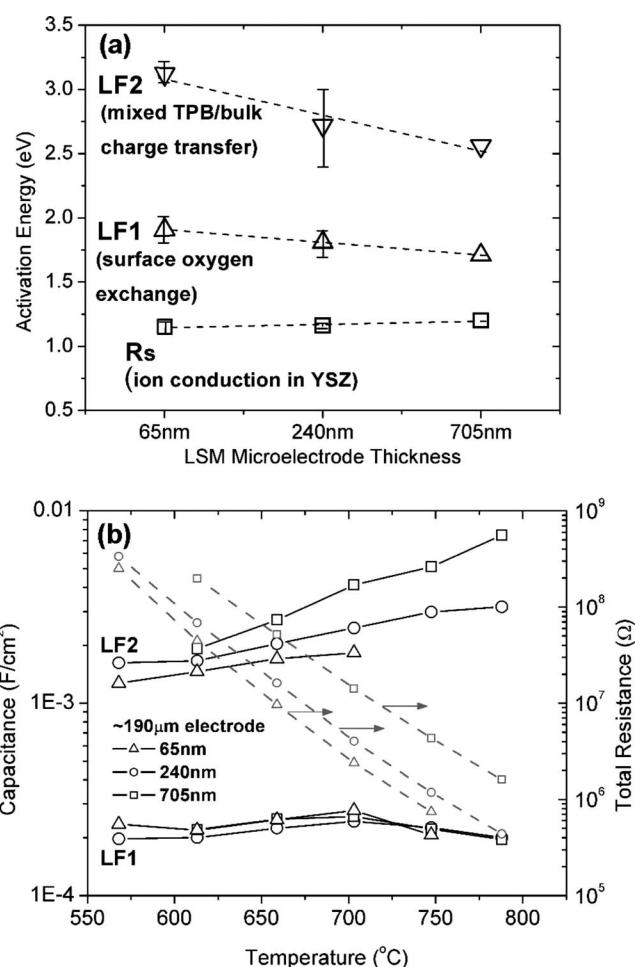 (a)
3.5
3.0
2.5
2.0
1.5
1.0
0.5
Activation Energy (eV)
LF2
(mixed TPB/bulk
charge transfer)
LF1
(surface oxygen
exchange)
Rs
(ion conduction in YSZ)
65nm 240nm 705nm
LSM Microelectrode Thickness
(b)
0.01
1E-3
1E-4
Capacitance (F/cm²)
LF2
~190μm electrode
65nm
240nm
705nm
LF1
10⁹
10⁸
10⁷
10⁶
10⁵
Total Resistance (Ω)
550 600 650 700 750 800
Temperature (°C)